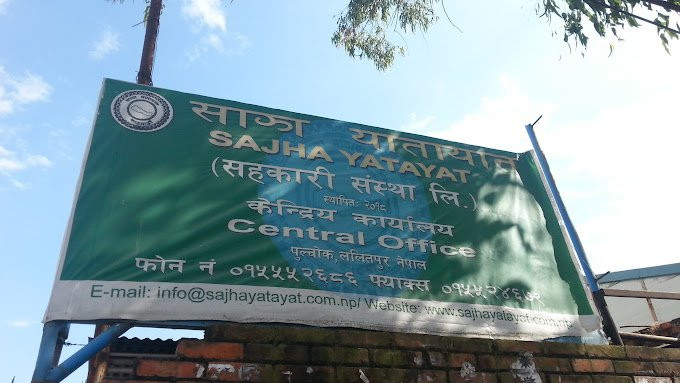 साझा यातायात
SAJHA YATAYAT
(सहकारी संस्था लि.)
स्थापितः २०१८
केन्द्रिय कार्यालय
Central Office
पुल्चोक, ललितपुर नेपाल
फोन नं ०१५५५२६८६ फ्याक्स
E-mail: info@sajhayatayat.com.np/ Website: www.sajhayatayat.com.np